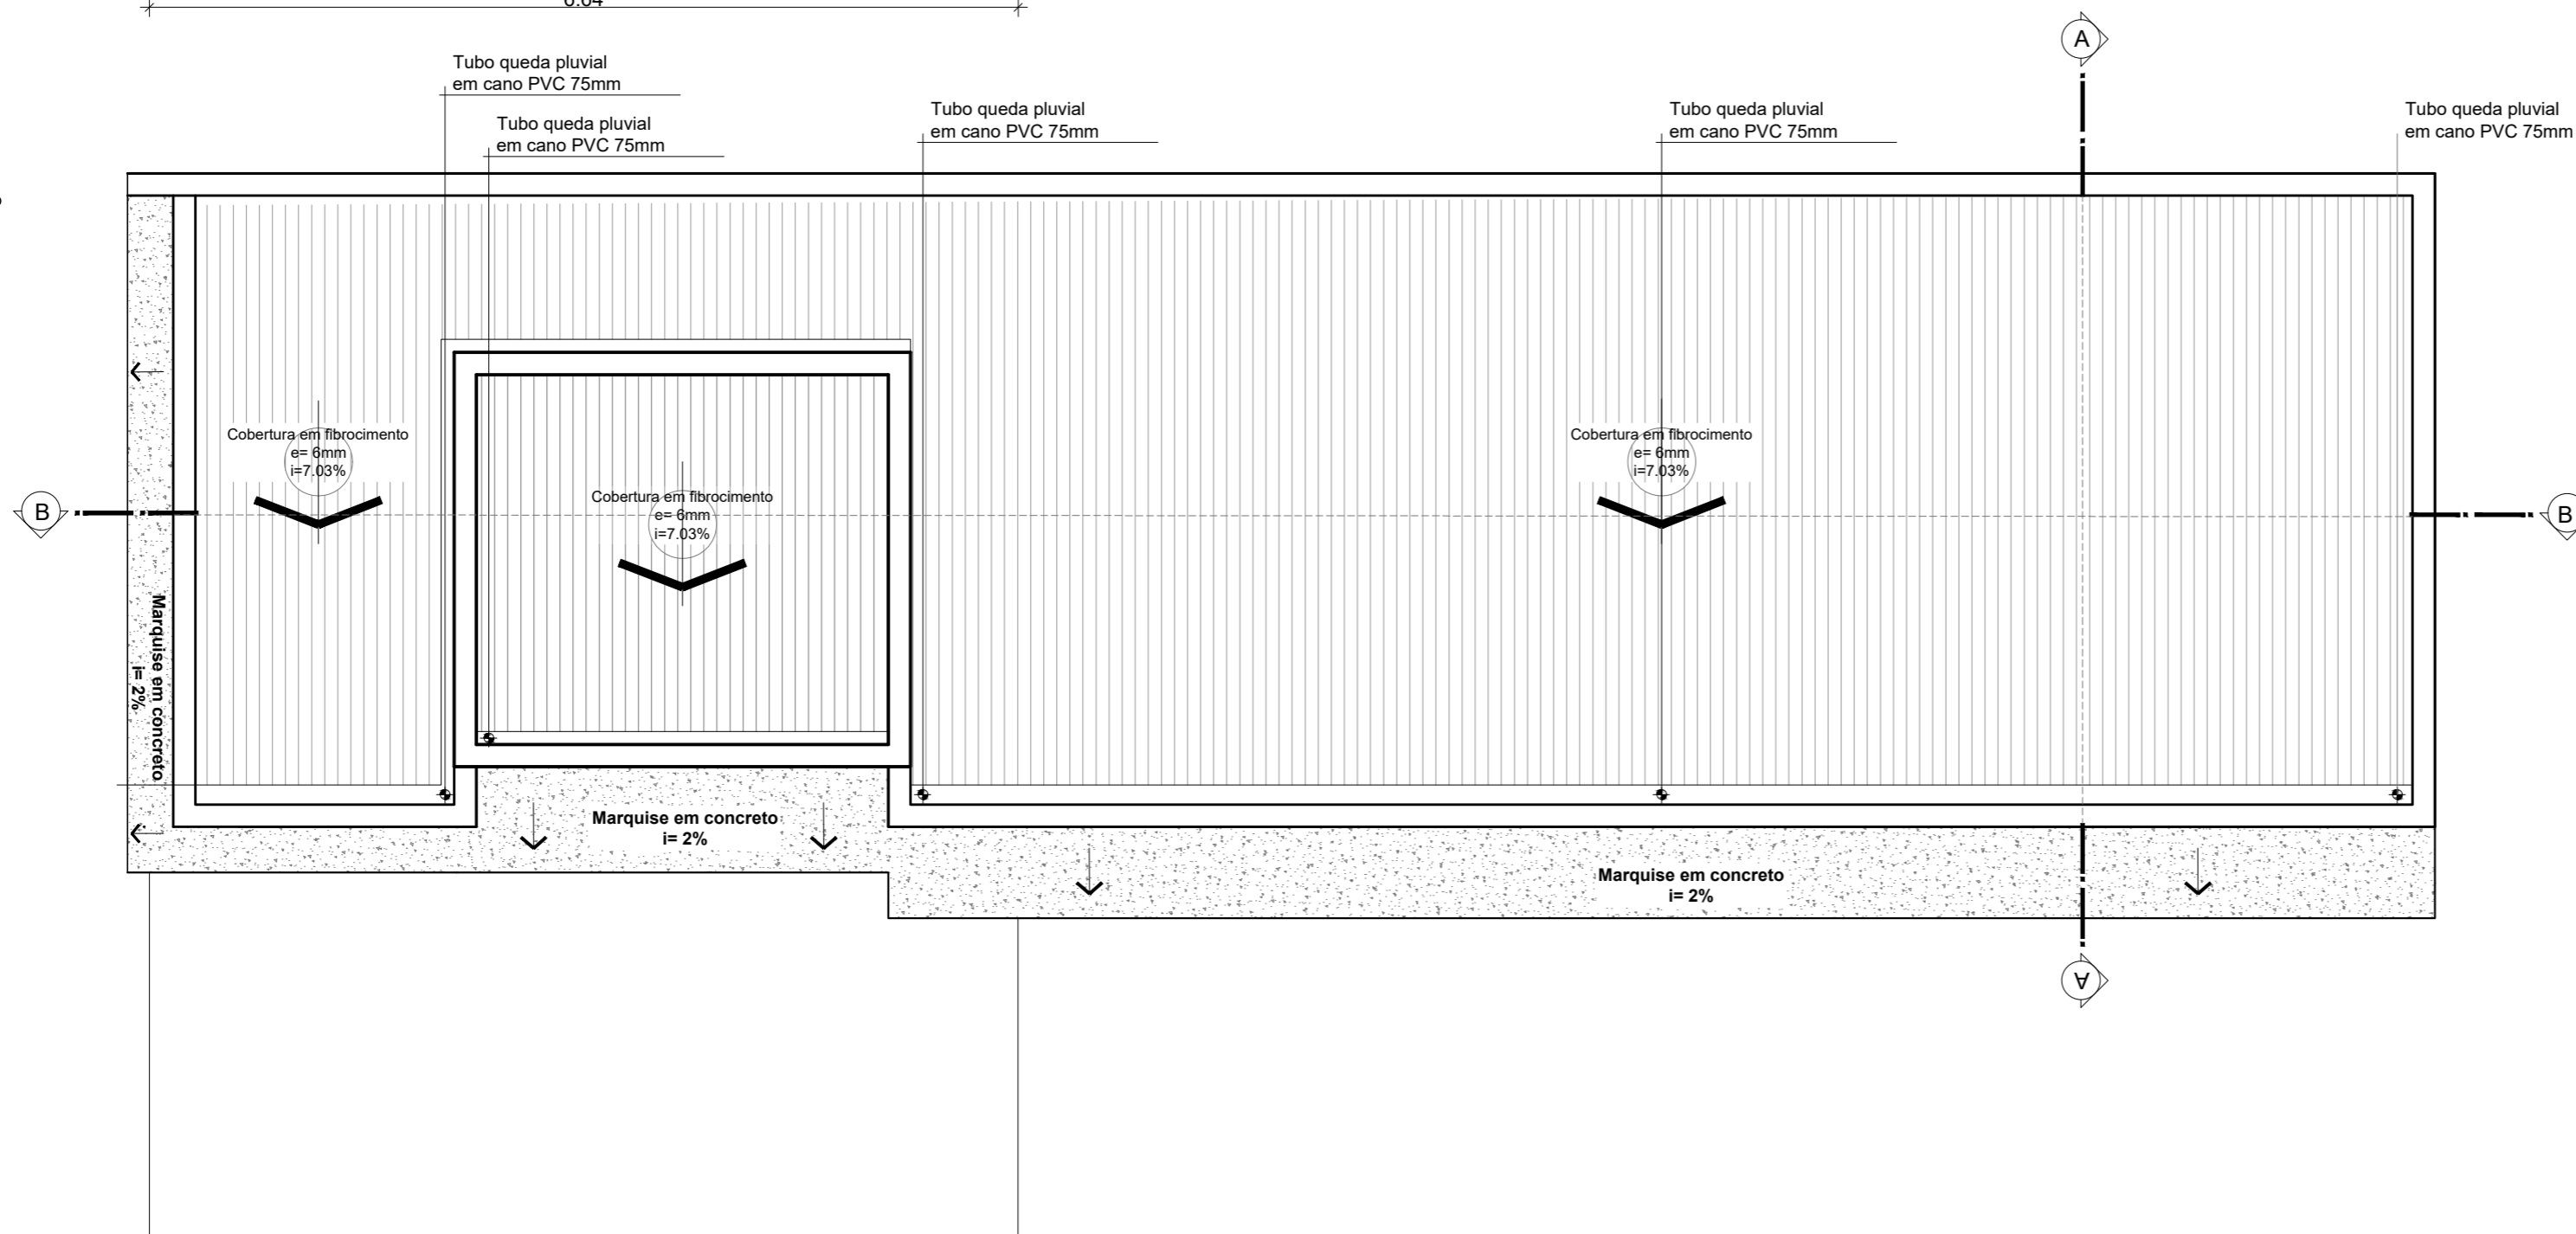 6.64
A
Tubo queda pluvial
em cano PVC 75mm
Tubo queda pluvial
em cano PVC 75mm
Tubo queda pluvial
em cano PVC 75mm
Tubo queda pluvial
em cano PVC 75mm
Tubo queda pluvial
em cano PVC 75mm
Cobertura em fibrocimento
e= 6mm
i=7.03%
Cobertura em fibrocimento
e= 6mm
i=7.03%
Cobertura em fibrocimento
e= 6mm
i=7.03%
B
B
Marquise em concreto
i= 2%
Marquise em concreto
i= 2%
Marquise em concreto
i= 2%
A